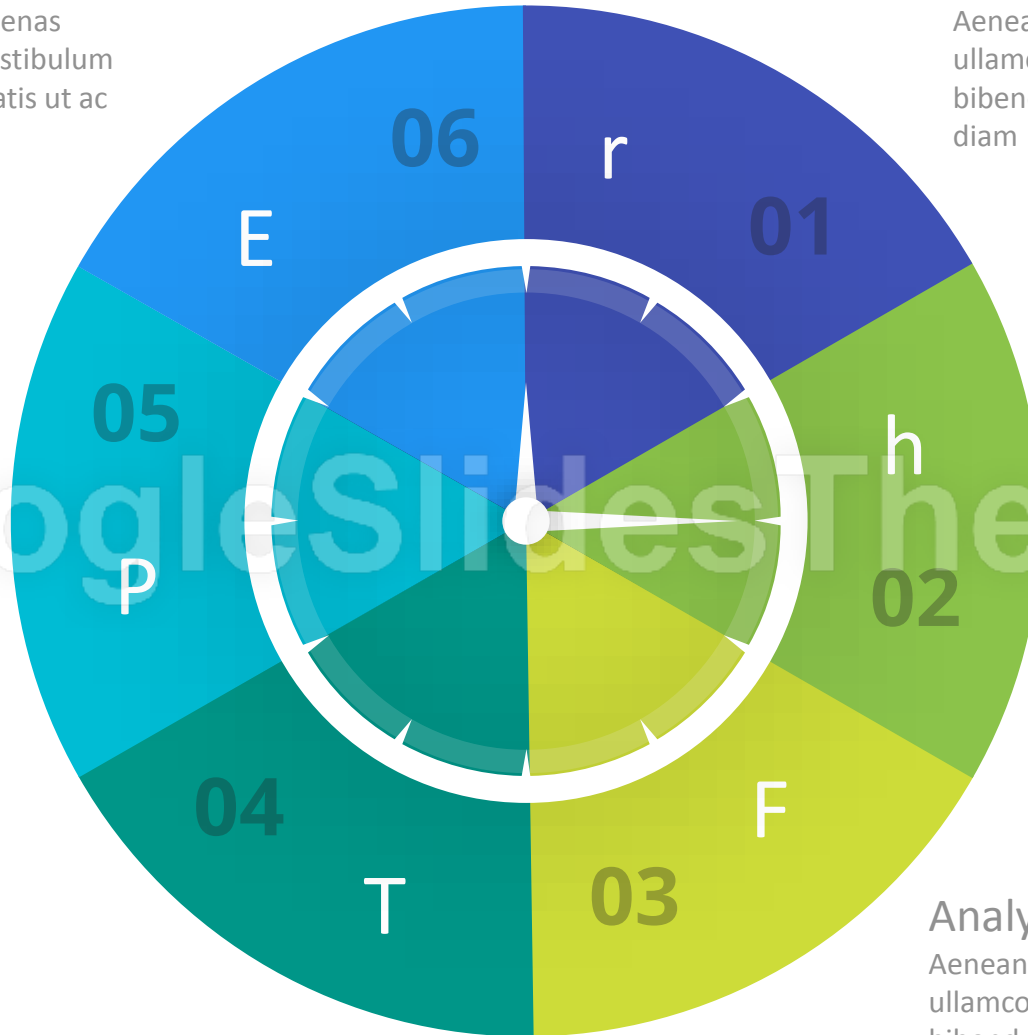 enas
stibulum
atis ut ac
Aenea
ullamc
biben
diam
06
r
01
E
05
h
ogleSlidesThe
P
02
04
F
T
03
Analy
Aenean
ullamco